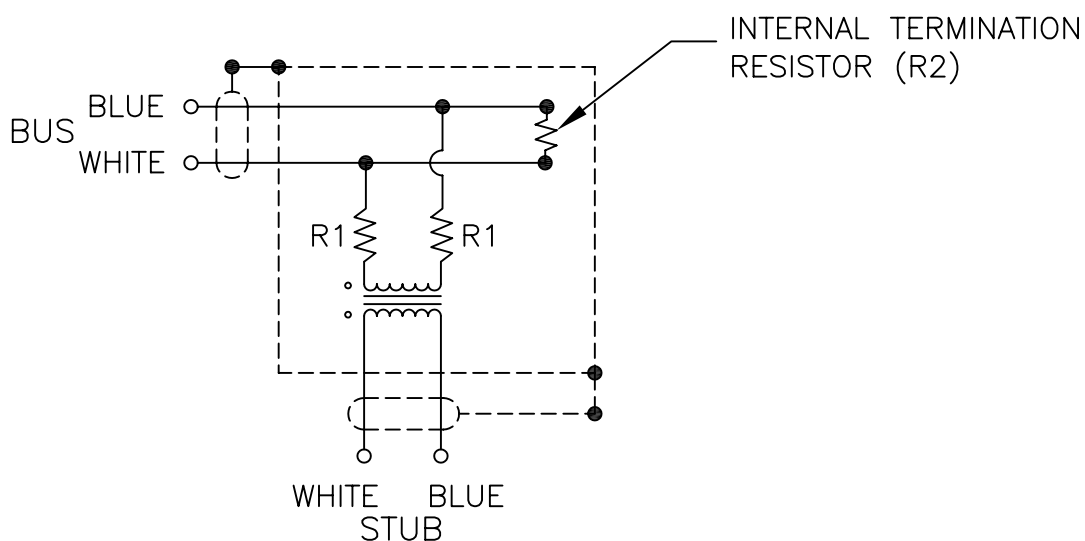 INTERNAL TERMINATION
RESISTOR (R2)
BLUE
BUS
WHITE
R1
R1
WHITE BLUE
STUB